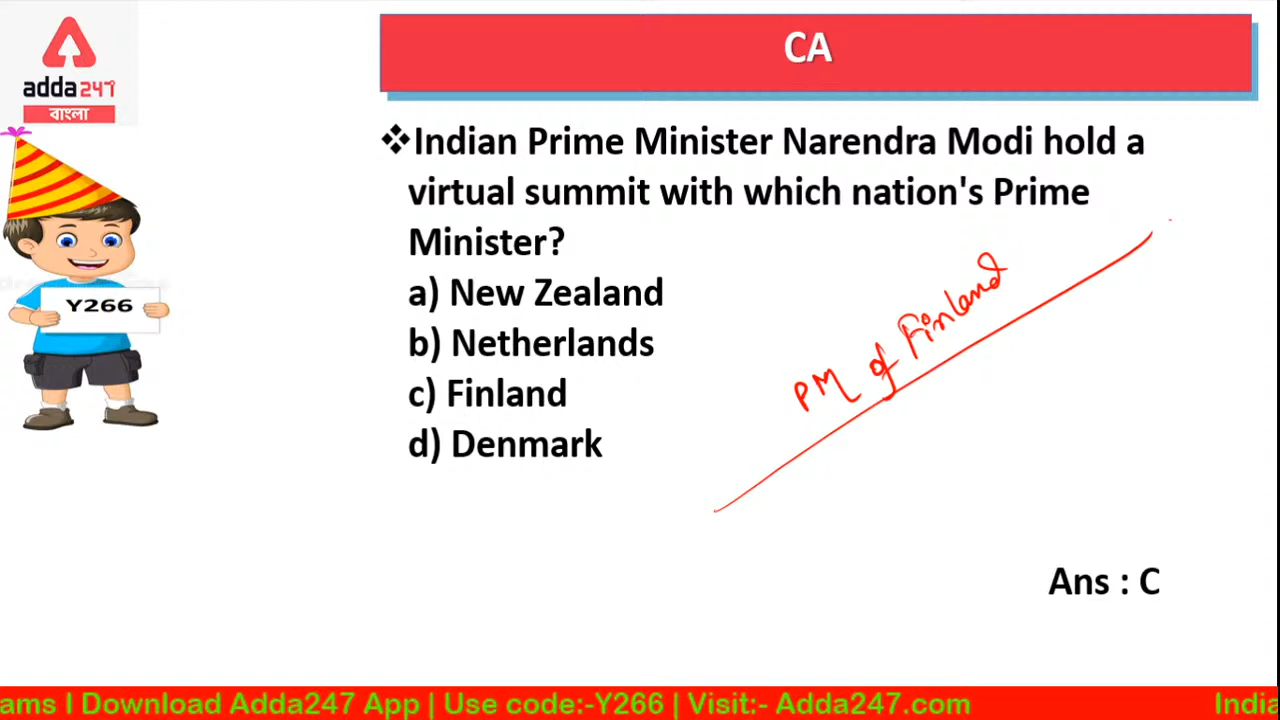 CA
adda247
বাংলা
❖Indian Prime Minister Narendra Modi hold a
virtual summit with which nation's Prime
Minister?
a) New Zealand
b) Netherlands
c) Finland
d) Denmark
PM of Finland
Y266
Ans : C
ams I Download Adda247 App | Use code:-Y266 | Visit:- Adda247.com
India